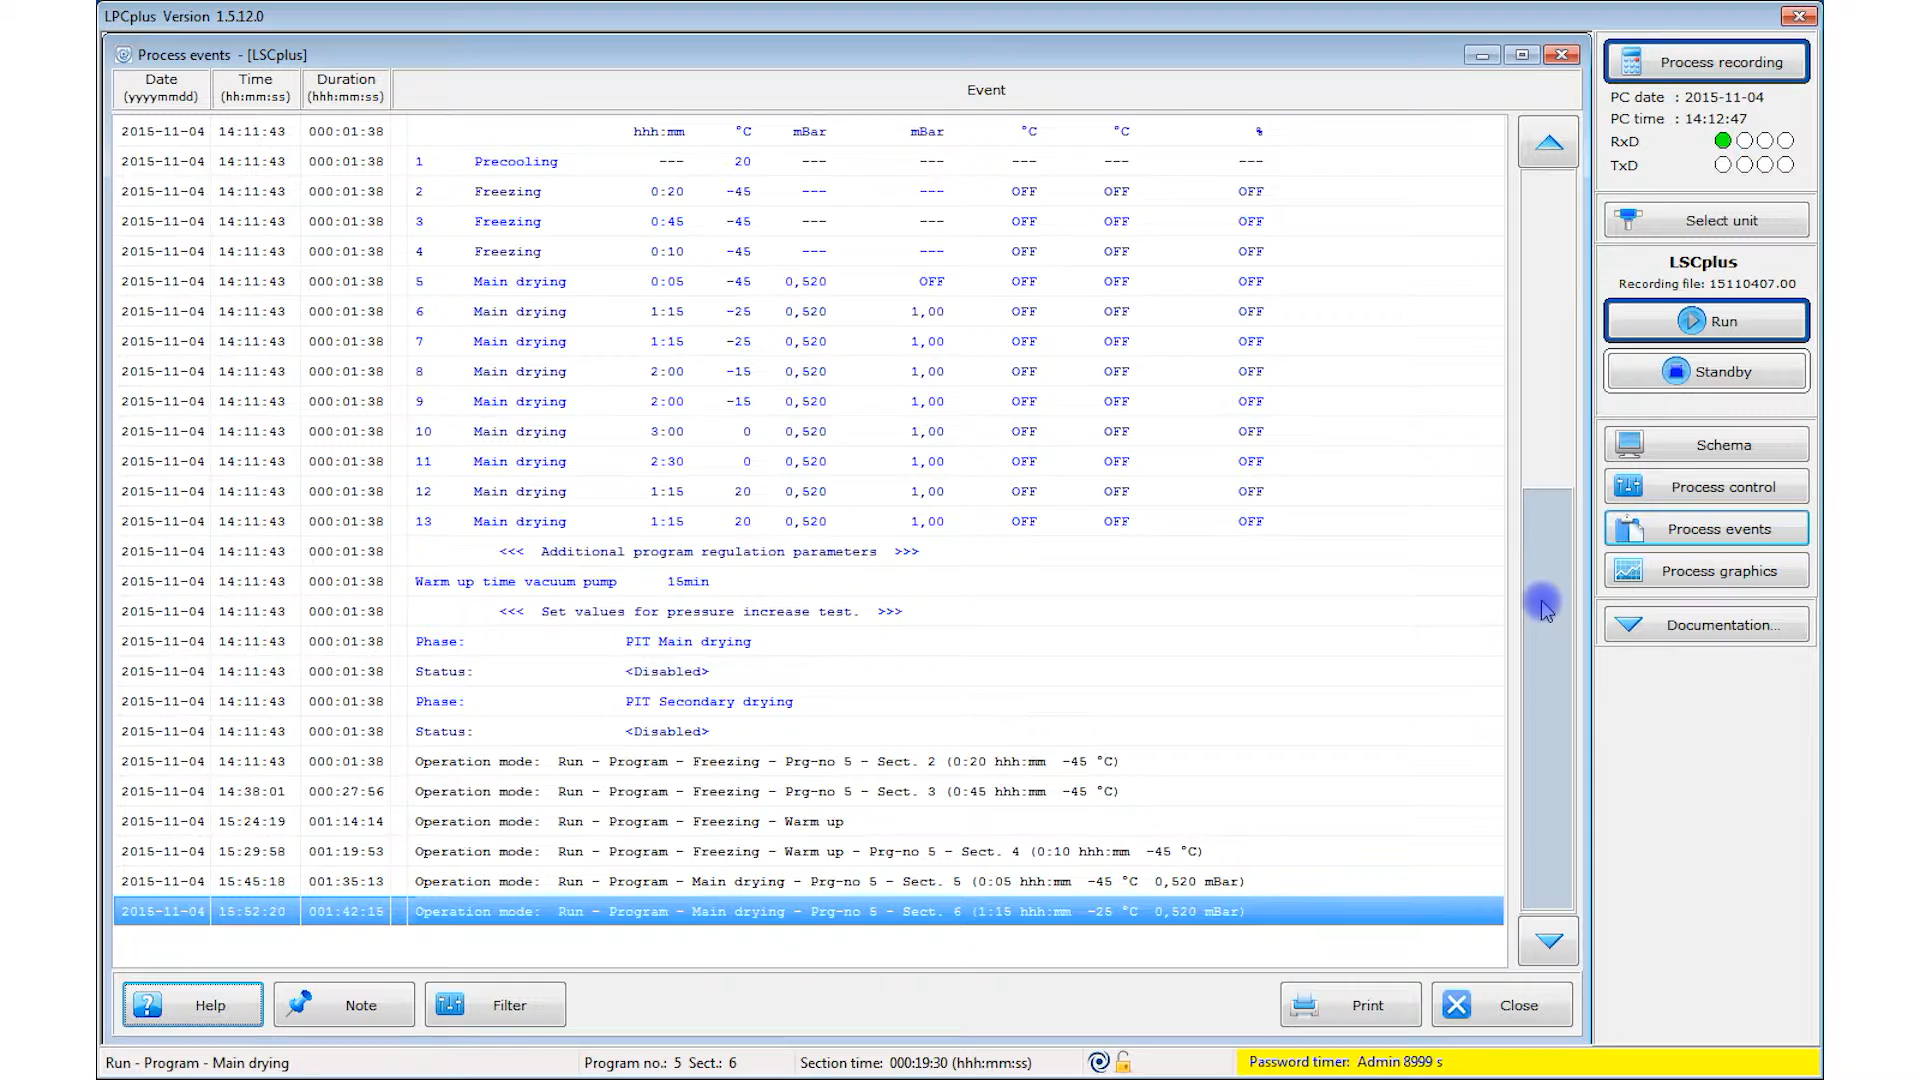 LPCplus Version 1.5.12.0
Process events - [LSCplus]
Date Time Duration
(yyyymmdd) (hh:mm:ss) (hhh:mm:ss) Event
2015-11-04 14:11:43 000:01:38 hhh:mm °C mBar mBar °C °C %
2015-11-04 14:11:43 000:01:38 1 Precooling --- 20 --- --- --- --- ---
2015-11-04 14:11:43 000:01:38 2 Freezing 0:20 -45 --- --- OFF OFF OFF
2015-11-04 14:11:43 000:01:38 3 Freezing 0:45 -45 --- --- OFF OFF OFF
2015-11-04 14:11:43 000:01:38 4 Freezing 0:10 -45 --- --- OFF OFF OFF
2015-11-04 14:11:43 000:01:38 5 Main drying 0:05 -45 0,520 OFF OFF OFF OFF
2015-11-04 14:11:43 000:01:38 6 Main drying 1:15 -25 0,520 1,00 OFF OFF OFF
2015-11-04 14:11:43 000:01:38 7 Main drying 1:15 -25 0,520 1,00 OFF OFF OFF
2015-11-04 14:11:43 000:01:38 8 Main drying 2:00 -15 0,520 1,00 OFF OFF OFF
2015-11-04 14:11:43 000:01:38 9 Main drying 2:00 -15 0,520 1,00 OFF OFF OFF
2015-11-04 14:11:43 000:01:38 10 Main drying 3:00 0 0,520 1,00 OFF OFF OFF
2015-11-04 14:11:43 000:01:38 11 Main drying 2:30 0 0,520 1,00 OFF OFF OFF
2015-11-04 14:11:43 000:01:38 12 Main drying 1:15 20 0,520 1,00 OFF OFF OFF
2015-11-04 14:11:43 000:01:38 13 Main drying 1:15 20 0,520 1,00 OFF OFF OFF
2015-11-04 14:11:43 000:01:38 <<< Additional program regulation parameters >>>
2015-11-04 14:11:43 000:01:38 Warm up time vacuum pump 15min
2015-11-04 14:11:43 000:01:38 <<< Set values for pressure increase test. >>>
2015-11-04 14:11:43 000:01:38 Phase: PIT Main drying
2015-11-04 14:11:43 000:01:38 Status: <Disabled>
2015-11-04 14:11:43 000:01:38 Phase: PIT Secondary drying
2015-11-04 14:11:43 000:01:38 Status: <Disabled>
2015-11-04 14:11:43 000:01:38 Operation mode: Run - Program - Freezing - Prg-no 5 - Sect. 2 (0:20 hhh:mm -45 °C)
2015-11-04 14:38:01 000:27:56 Operation mode: Run - Program - Freezing - Prg-no 5 - Sect. 3 (0:45 hhh:mm -45 °C)
2015-11-04 15:24:19 001:14:14 Operation mode: Run - Program - Freezing - Warm up
2015-11-04 15:29:58 001:19:53 Operation mode: Run - Program - Freezing - Warm up - Prg-no 5 - Sect. 4 (0:10 hhh:mm -45 °C)
2015-11-04 15:45:18 001:35:13 Operation mode: Run - Program - Main drying - Prg-no 5 - Sect. 5 (0:05 hhh:mm -45 °C 0,520 mBar)
2015-11-04 15:52:20 001:42:15 Operation mode: Run - Program - Main drying - Prg-no 5 - Sect. 6 (1:15 hhh:mm -25 °C 0,520 mBar)
Help Note Filter Print Close
Run - Program - Main drying Program no.: 5 Sect.: 6 Section time: 000:19:30 (hhh:mm:ss) Password timer: Admin 8999 s
Process recording
PC date : 2015-11-04
PC time : 14:12:47
RxD
TxD
Select unit
LSCplus
Recording file: 15110407.00
Run
Standby
Schema
Process control
Process events
Process graphics
Documentation...